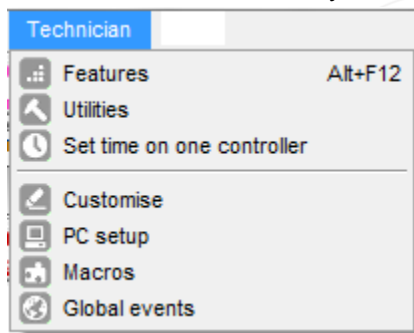 Technician
Features Alt+F12
Utilities
Set time on one controller
Customise
PC setup
Macros
Global events